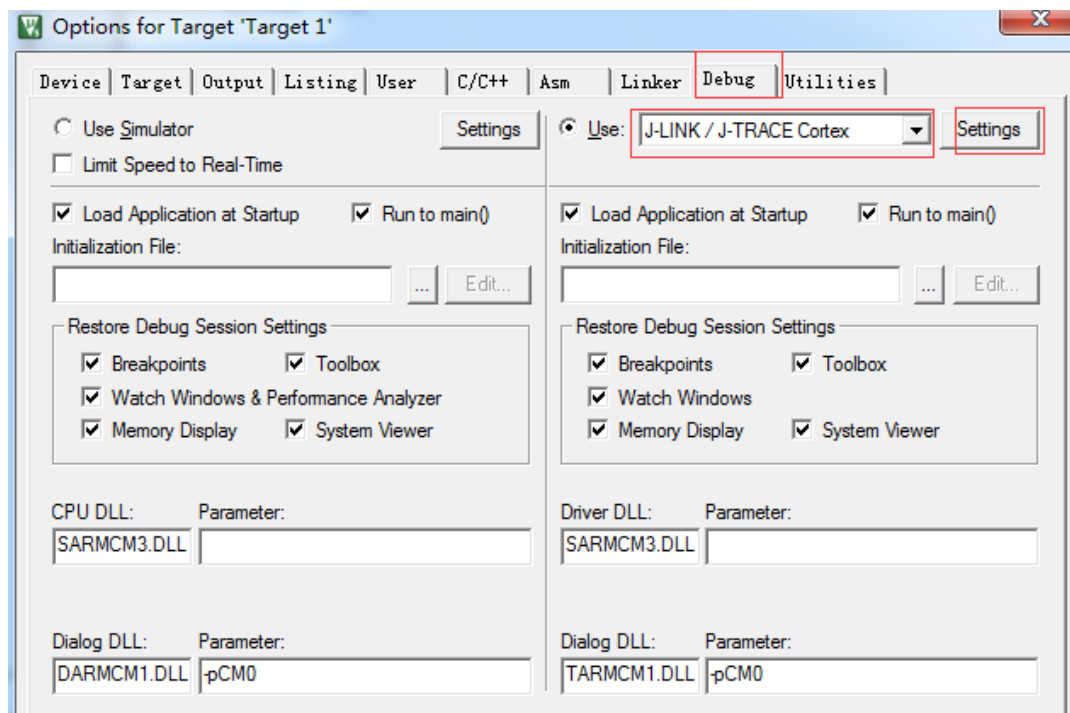 Options for Target 'Target 1'
Device Target Output Listing User C/C++ Asm Linker Debug Utilities
Use Simulator Settings
Limit Speed to Real-Time
Use: J-LINK / J-TRACE Cortex Settings
Load Application at Startup Run to main()
Initialization File:
... Edit...
Restore Debug Session Settings
Breakpoints Toolbox
Watch Windows & Performance Analyzer
Memory Display System Viewer
CPU DLL: Parameter:
SARMCM3.DLL
Dialog DLL: Parameter:
DARMCM1.DLL -pCM0
Load Application at Startup Run to main()
Initialization File:
... Edit...
Restore Debug Session Settings
Breakpoints Toolbox
Watch Windows
Memory Display System Viewer
Driver DLL: Parameter:
SARMCM3.DLL
Dialog DLL: Parameter:
TARMCM1.DLL -pCM0